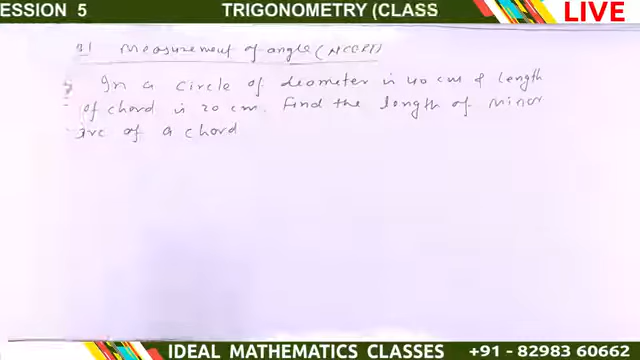 ESSION 5
TRIGONOMETRY (CLASS
LIVE
Measurement of angle (NCERT)
In a circle of deometer is 40 cm & length
of chord is 20 cm. Find the length of minor
arc of a chord
IDEAL MATHEMATICS CLASSES
+91 - 82983 60662